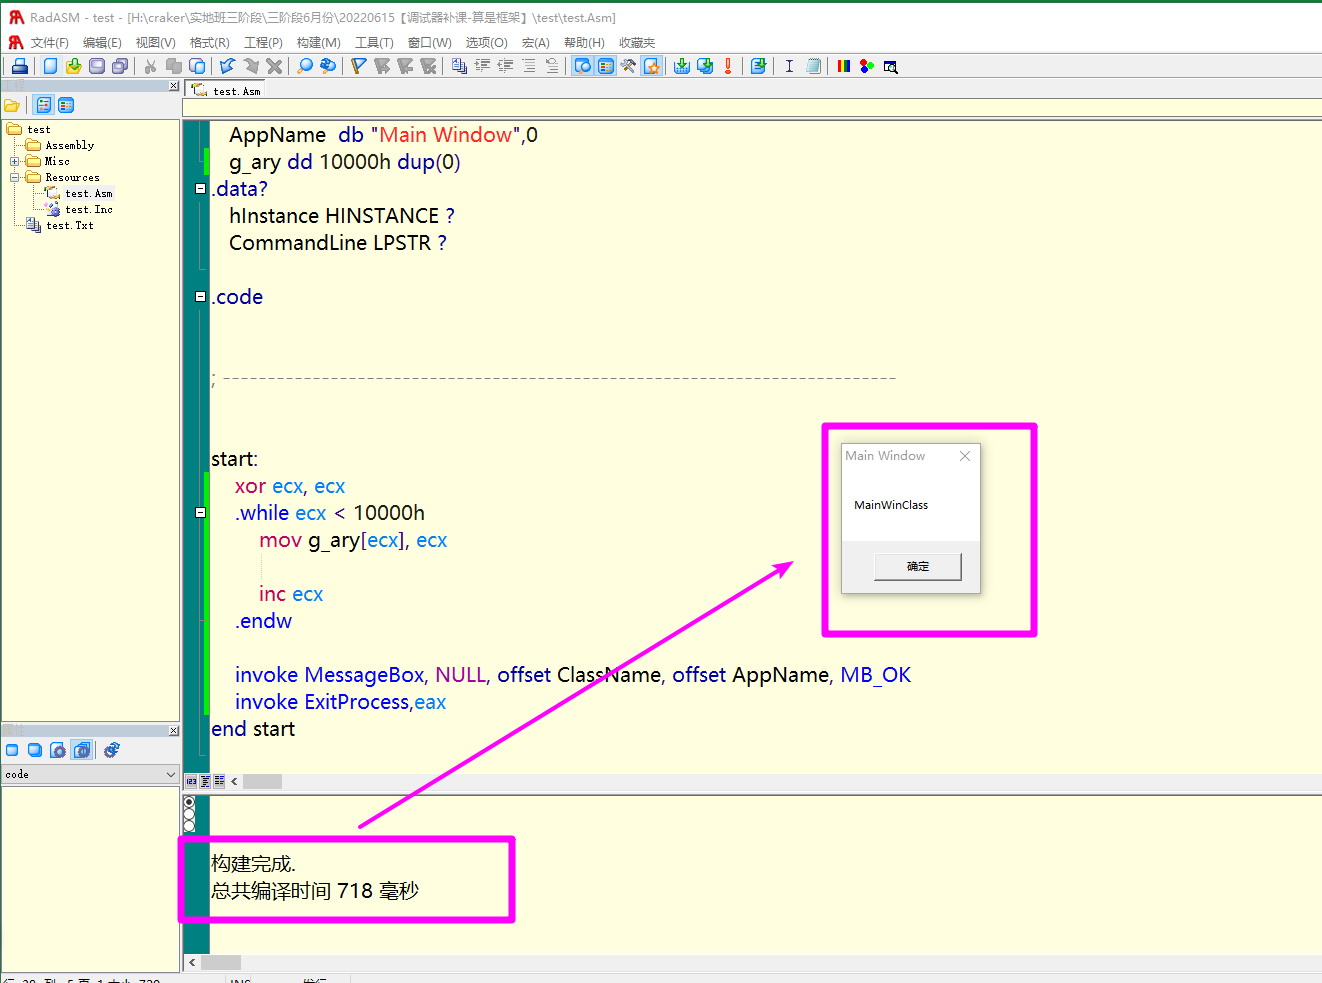 RadASM - test - [H:\craker\实地班三阶段\三阶段6月份\20220615【调试器补课-算是框架】\test\test.Asm]
文件(F) 编辑(E) 视图(V) 格式(R) 工程(P) 构建(M) 工具(T) 窗口(W) 选项(O) 宏(A) 帮助(H) 收藏夹
test.Asm
test
Assembly
Misc
Resources
test.Asm
test.Inc
test.Txt
AppName db "Main Window",0
g_ary dd 10000h dup(0)
.data?
hInstance HINSTANCE ?
CommandLine LPSTR ?
.code
; ---------------------------------------------------------------------------
start:
xor ecx, ecx
.while ecx < 10000h
mov g_ary[ecx], ecx
inc ecx
.endw
invoke MessageBox, NULL, offset ClassName, offset AppName, MB_OK
invoke ExitProcess,eax
end start
Main Window
MainWinClass
确定
code
构建完成.
总共编译时间 718 毫秒